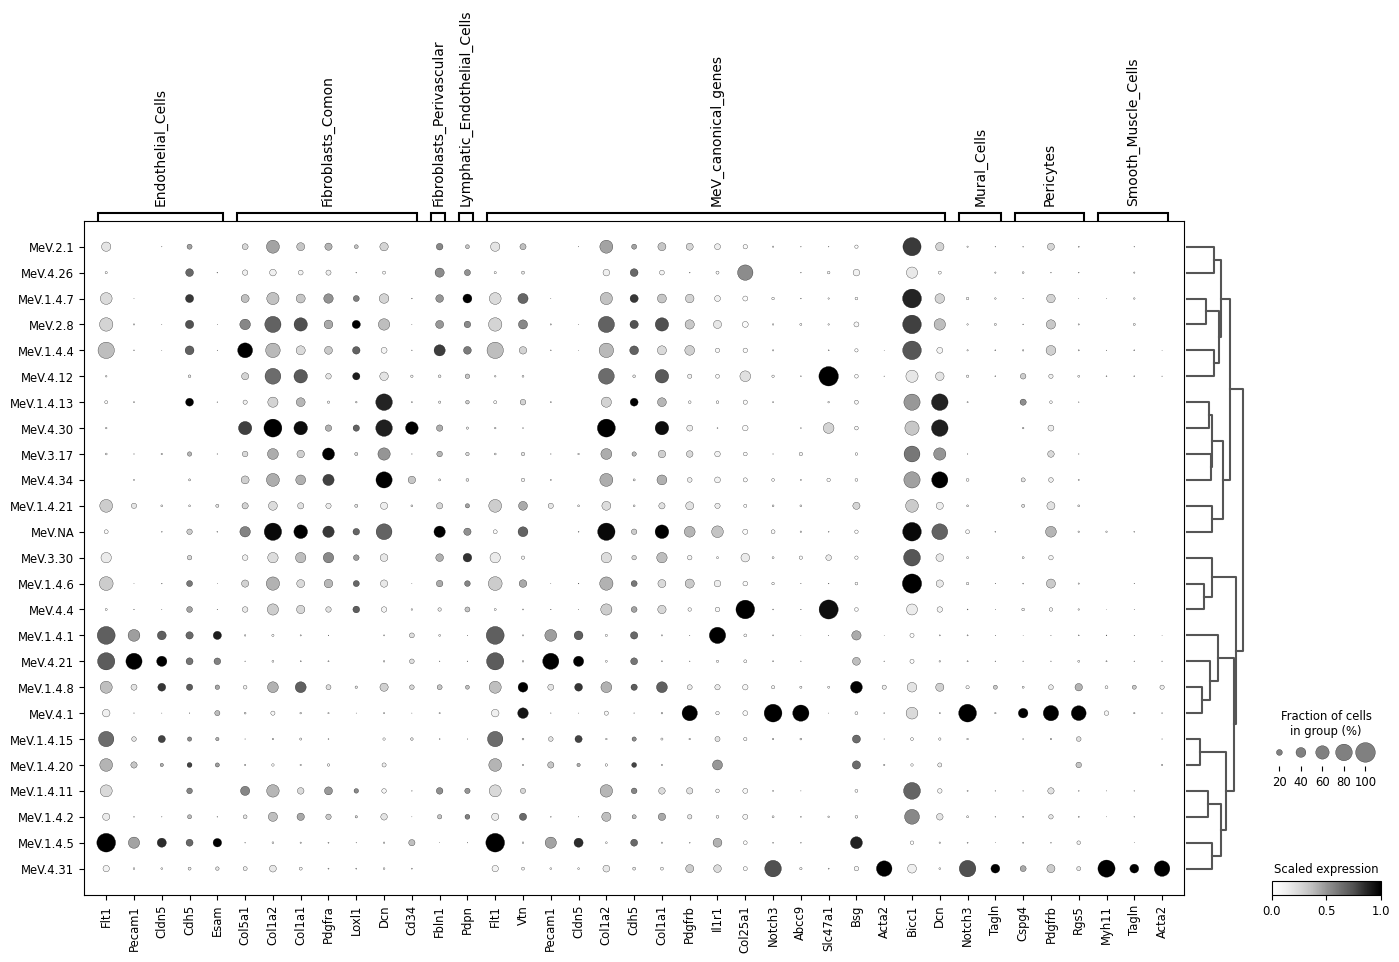 Endothelial_Cells
Fibroblasts_Comon
Fibroblasts_Perivascular
Lymphatic_Endothelial_Cells
MeV_canonical_genes
Mural_Cells
Pericytes
Smooth_Muscle_Cells
MeV.2.1
MeV.4.26
MeV.1.4.7
MeV.2.8
MeV.1.4.4
MeV.4.12
MeV.1.4.13
MeV.4.30
MeV.3.17
MeV.4.34
MeV.1.4.21
MeV.NA
MeV.3.30
MeV.1.4.6
MeV.4.4
MeV.1.4.1
MeV.4.21
MeV.1.4.8
MeV.4.1
MeV.1.4.15
MeV.1.4.20
MeV.1.4.11
MeV.1.4.2
MeV.1.4.5
MeV.4.31
Flt1
Pecam1
Cldn5
Cdh5
Esam
Col5a1
Col1a2
Col1a1
Pdgfra
Loxl1
Dcn
Cd34
Fbln1
Pdpn
Flt1
Vtn
Pecam1
Cldn5
Col1a2
Cdh5
Col1a1
Pdgfrb
Il1r1
Col25a1
Notch3
Abcc9
Slc47a1
Bsg
Acta2
Bicc1
Dcn
Notch3
Tagln
Cspg4
Pdgfrb
Rgs5
Myh11
Tagln
Acta2
Fraction of cells
in group (%)
20 40 60 80 100
Scaled expression
0.0 0.5 1.0